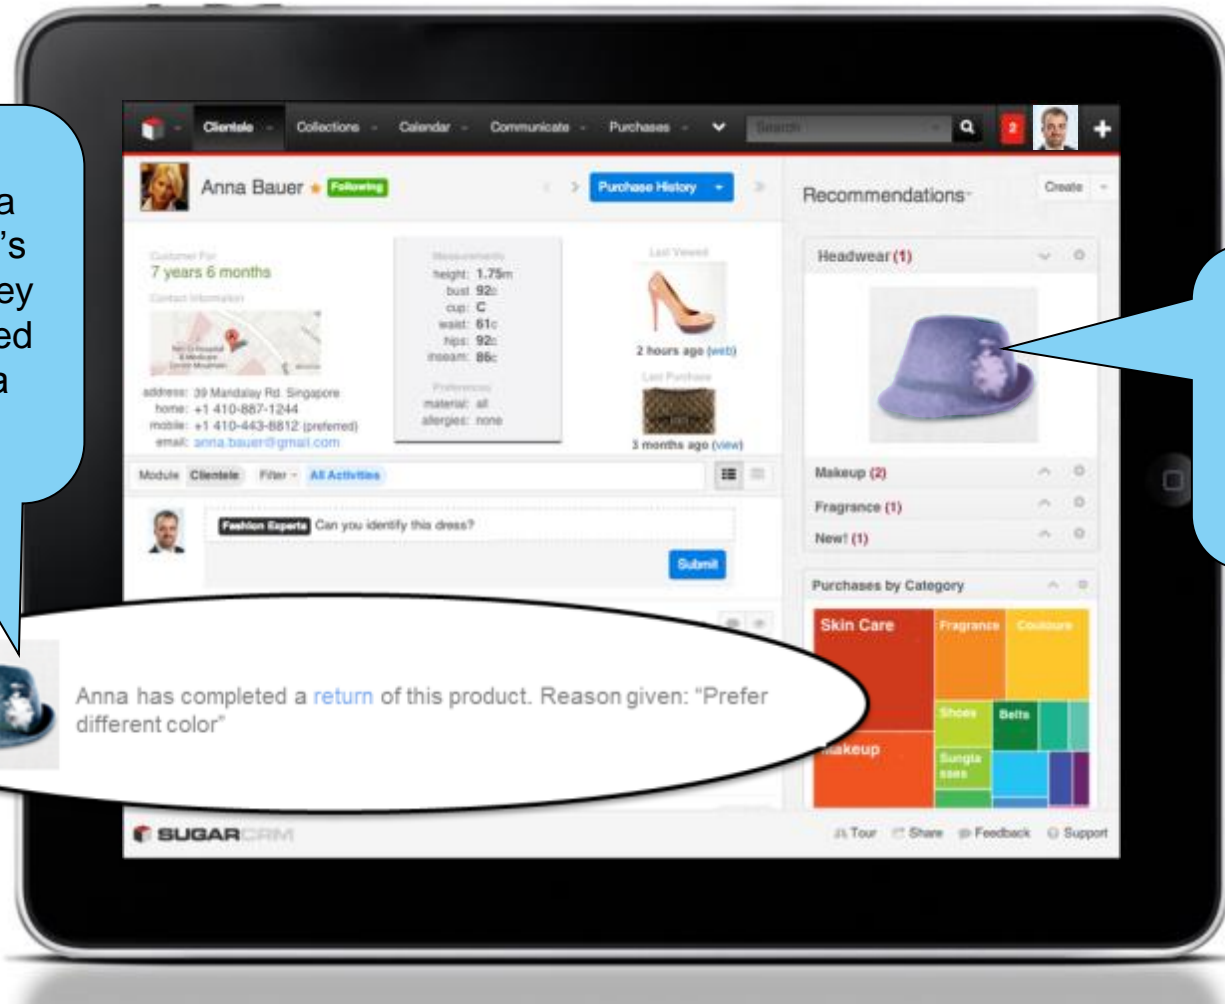 a
's
ey
ed
a
Clientele
Collections
Calendar
Communicate
Purchases
Search
2
Anna Bauer
Following
Purchase History
Customer For
7 years 6 months
Contact Information
address: 39 Mandalay Rd. Singapore
home: +1 410-887-1244
mobile: +1 410-443-8812 (preferred)
email: anna.bauer@gmail.com
Measurements
height: 1.75m
bust 92c
cup: C
waist: 61c
hips: 92c
inseam: 86c
Preferences
material: all
allergies: none
Last Viewed
2 hours ago (web)
Last Purchase
3 months ago (view)
Module Clientele Filter All Activities
Fashion Experts Can you identify this dress?
Submit
Anna has completed a return of this product. Reason given: “Prefer
different color”
Recommendations
Create
Headwear (1)
Makeup (2)
Fragrance (1)
New! (1)
Purchases by Category
Skin Care
Fragrance
Couture
Shoes
Belts
Makeup
Sungla
sses
SUGARCRM
Tour Share Feedback Support